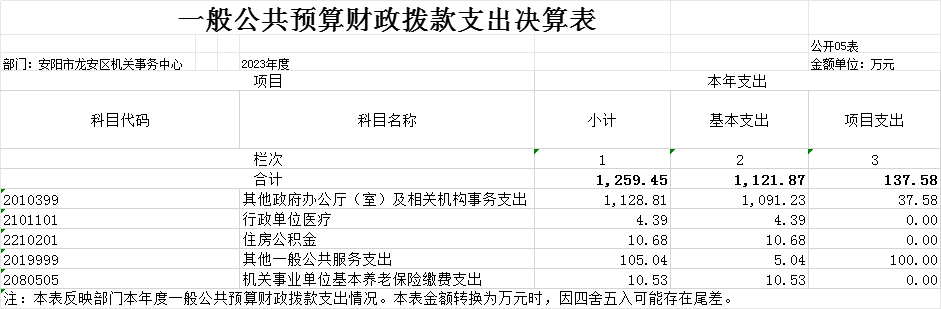 一般公共预算财政拨款支出决算表
公开05表
部门：安阳市龙安区机关事务中心 2023年度 金额单位：万元
项目 本年支出
科目代码 科目名称 小计 基本支出 项目支出
栏次 1 2 3
合计 1,259.45 1,121.87 137.58
2010399 其他政府办公厅（室）及相关机构事务支出 1,128.81 1,091.23 37.58
2101101 行政单位医疗 4.39 4.39 0.00
2210201 住房公积金 10.68 10.68 0.00
2019999 其他一般公共服务支出 105.04 5.04 100.00
2080505 机关事业单位基本养老保险缴费支出 10.53 10.53 0.00
注：本表反映部门本年度一般公共预算财政拨款支出情况。本表金额转换为万元时，因四舍五入可能存在尾差。